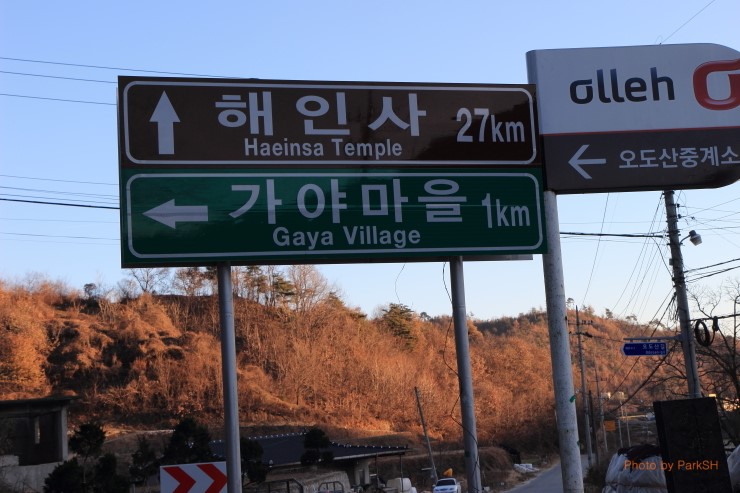 해인사 27km
Haeinsa Temple
가야마을 1km
Gaya Village
olleh
오도산중계소
Photo by ParkSH